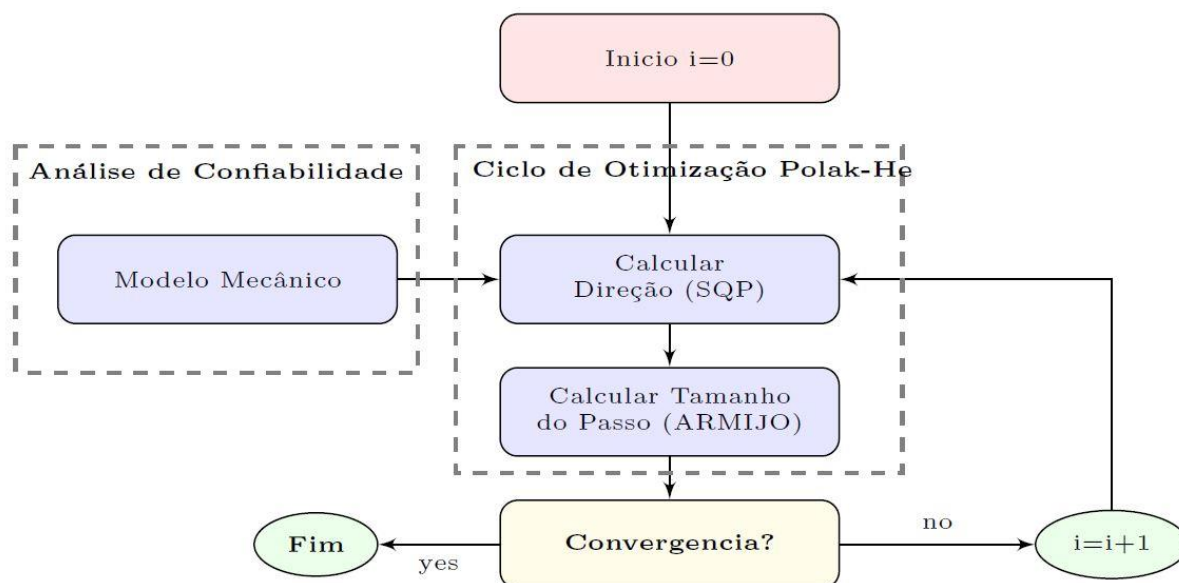 Inicio i=0
Análise de Confiabilidade
Ciclo de Otimização Polak-He
Modelo Mecânico
Calcular
Direção (SQP)
Calcular Tamanho
do Passo (ARMIJO)
Convergencia?
yes
Fim
no
i=i+1